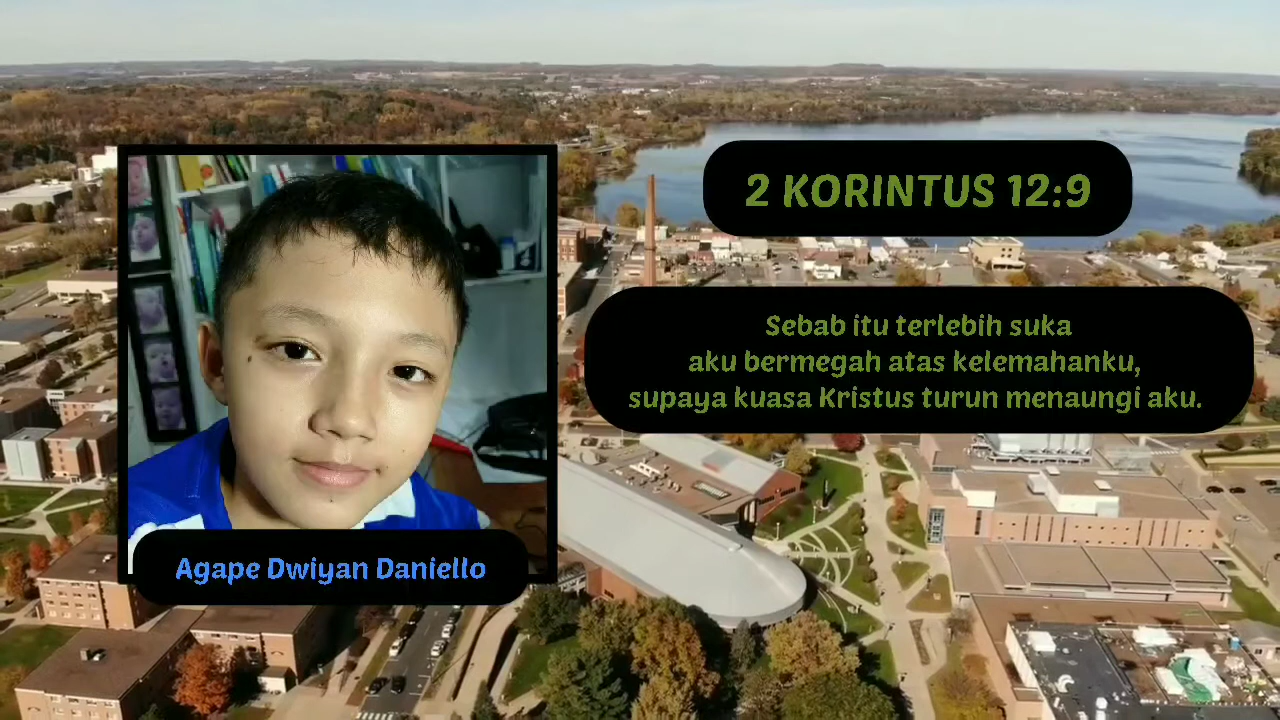 2 KORINTUS 12:9
Sebab itu terlebih suka
aku bermegah atas kelemahanku,
supaya kuasa Kristus turun menaungi aku.
Agape Dwiyan Daniello